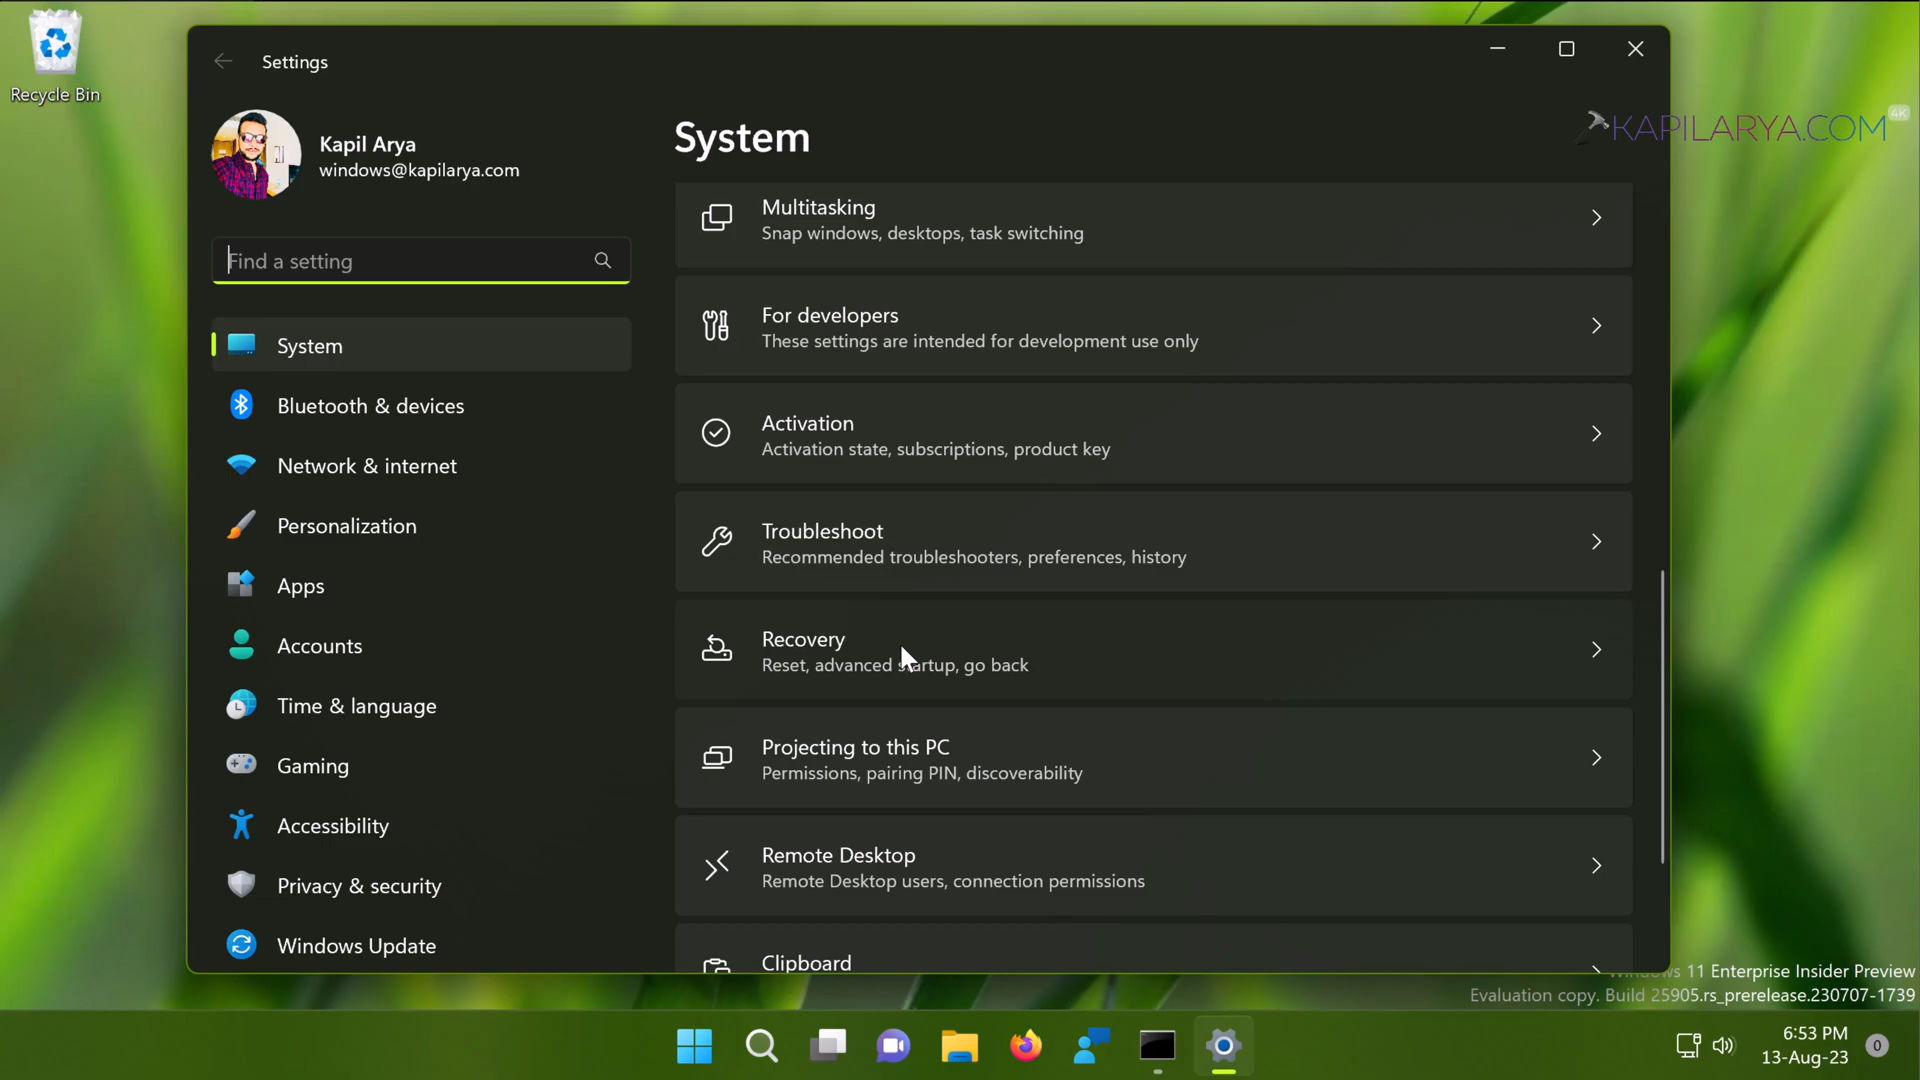 Recycle Bin
Settings
Kapil Arya
windows@kapilarya.com
Find a setting
System
Bluetooth & devices
Network & internet
Personalization
Apps
Accounts
Time & language
Gaming
Accessibility
Privacy & security
Windows Update
System
4K
KAPILARYA.COM
Multitasking
Snap windows, desktops, task switching
For developers
These settings are intended for development use only
Activation
Activation state, subscriptions, product key
Troubleshoot
Recommended troubleshooters, preferences, history
Recovery
Reset, advanced startup, go back
Projecting to this PC
Permissions, pairing PIN, discoverability
Remote Desktop
Remote Desktop users, connection permissions
Clipboard
Windows 11 Enterprise Insider Preview
Evaluation copy. Build 25905.rs_prerelease.230707-1739
6:53 PM
13-Aug-23
0